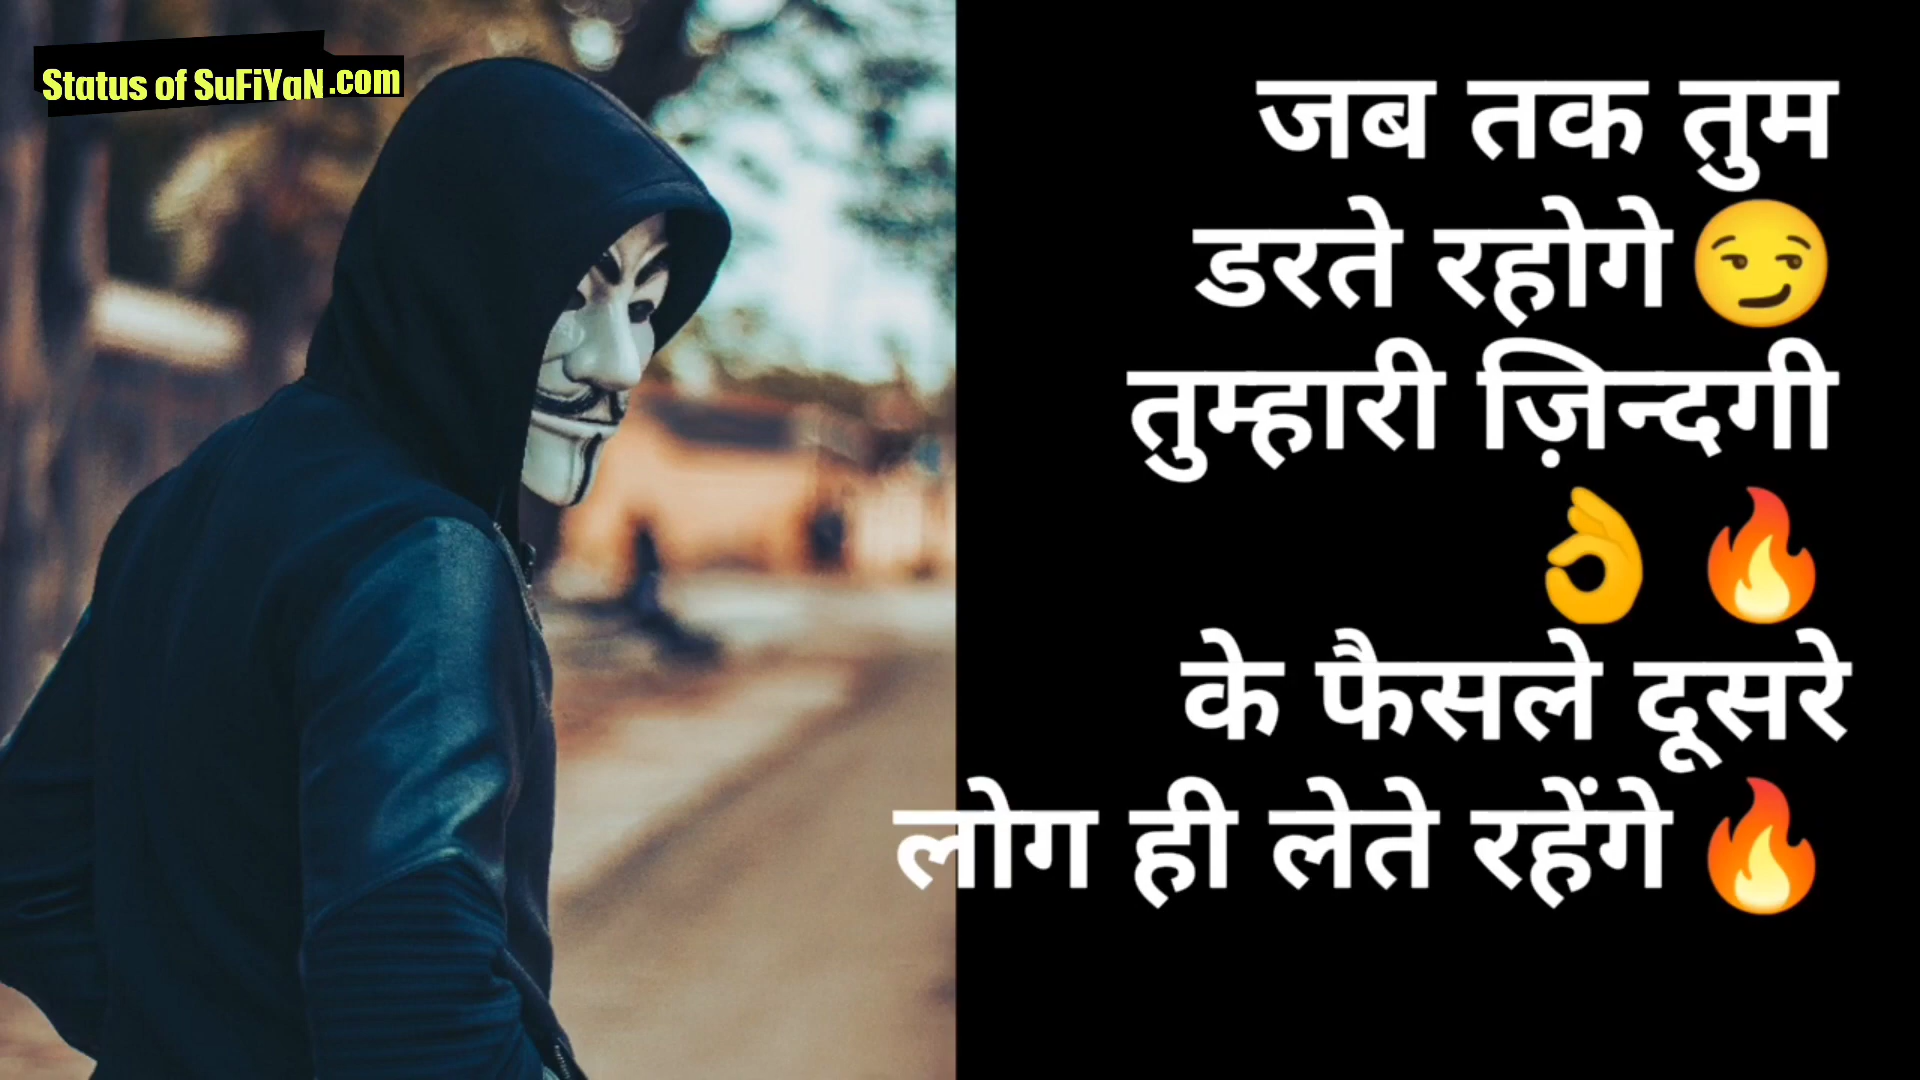 Status of SuFiYaN.com
जब तक तुम
डरते रहोगे😏
तुम्हारी ज़िन्दगी
👌 🔥
के फैसले दूसरे
लोग ही लेते रहेंगे🔥